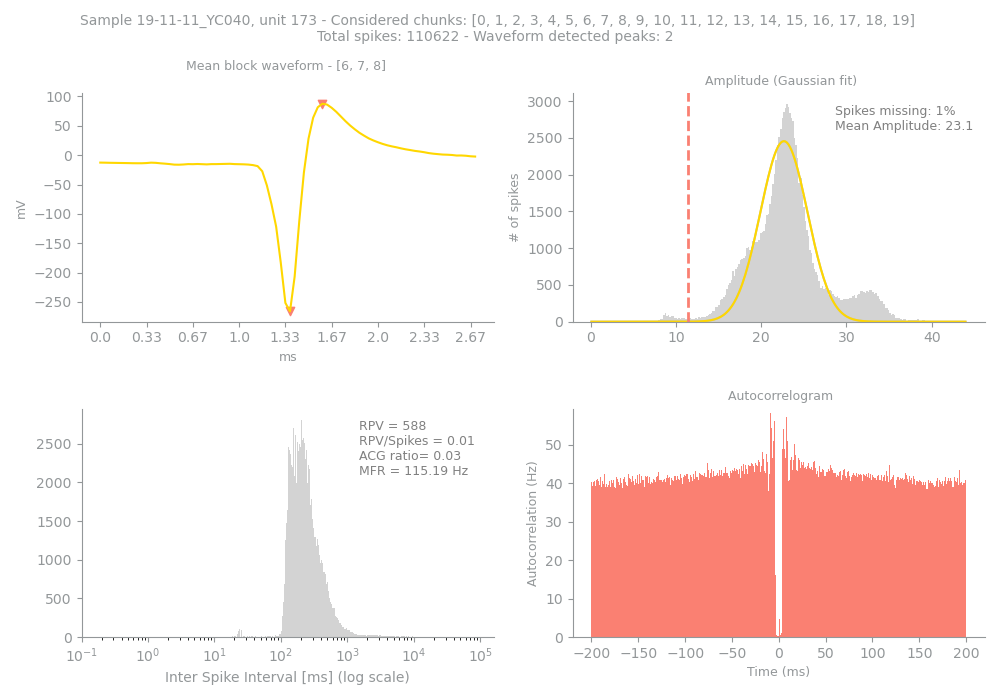 Sample 19-11-11_YC040, unit 173 - Considered chunks: [0, 1, 2, 3, 4, 5, 6, 7, 8, 9, 10, 11, 12, 13, 14, 15, 16, 17, 18, 19]
Total spikes: 110622 - Waveform detected peaks: 2
Mean block waveform - [6, 7, 8]
100
50
0
−50
−100
−150
−200
−250
mV
0.0 0.33 0.67 1.0 1.33 1.67 2.0 2.33 2.67
ms
Amplitude (Gaussian fit)
Spikes missing: 1%
Mean Amplitude: 23.1
3000
2500
2000
1500
1000
500
0
# of spikes
0 10 20 30 40
RPV = 588
RPV/Spikes = 0.01
ACG ratio= 0.03
MFR = 115.19 Hz
2500
2000
1500
1000
500
0
10−1 100 101 102 103 104 105
Inter Spike Interval [ms] (log scale)
Autocorrelogram
50
40
30
20
10
0
Autocorrelation (Hz)
−200 −150 −100 −50 0 50 100 150 200
Time (ms)